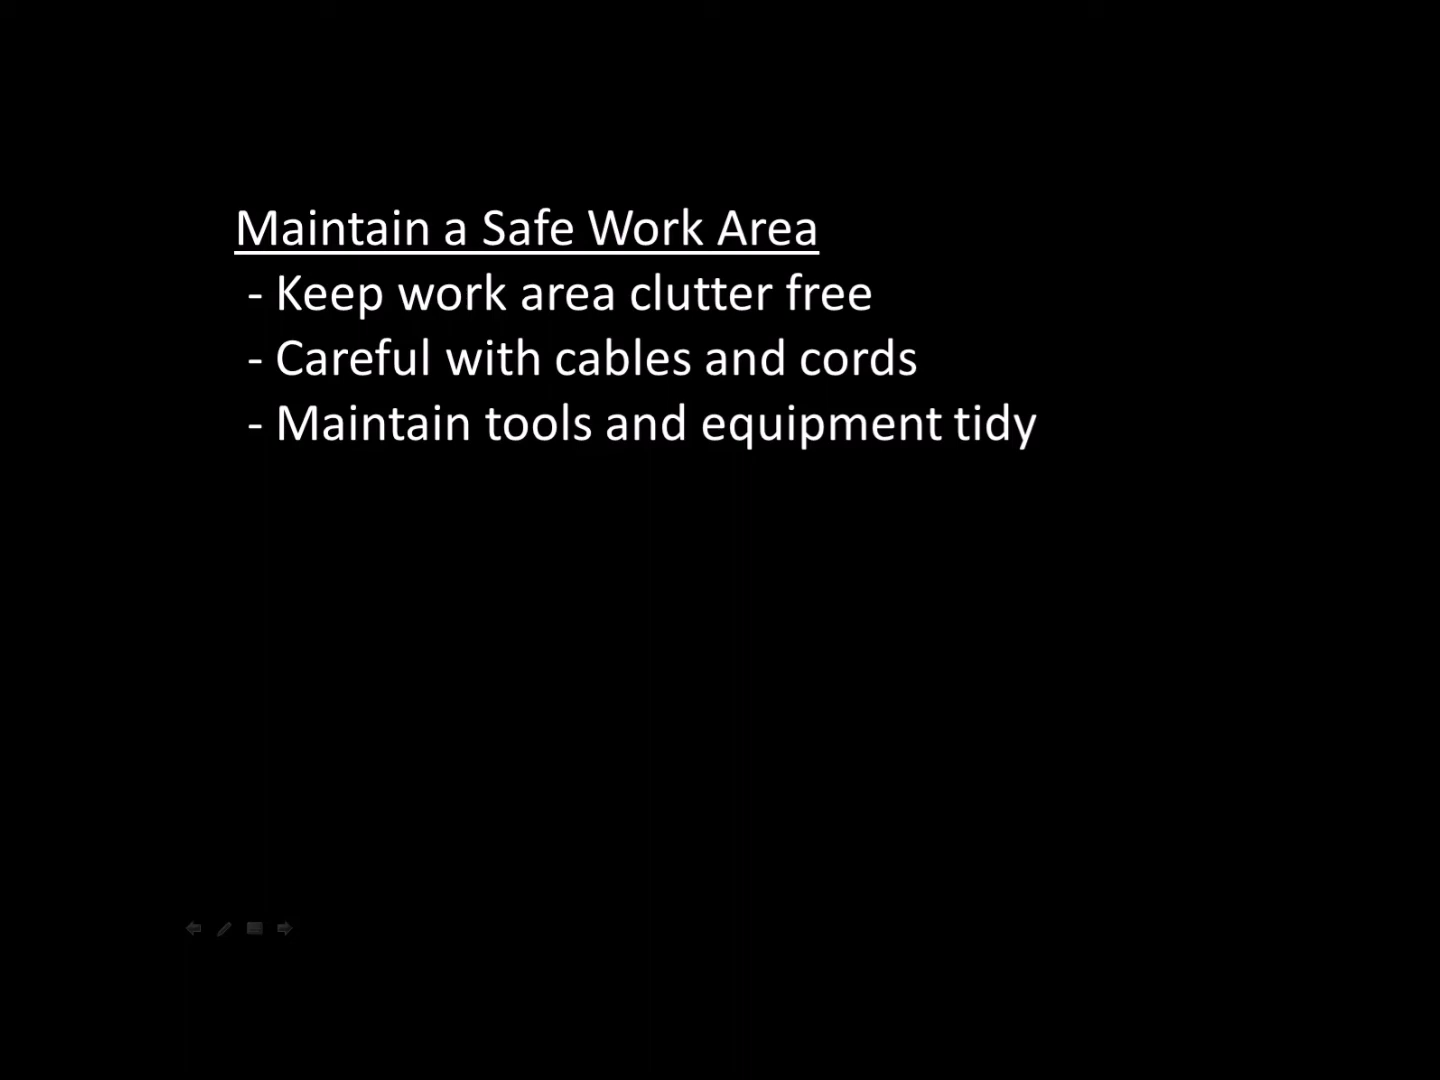 Maintain a Safe Work Area
- Keep work area clutter free
- Careful with cables and cords
- Maintain tools and equipment tidy